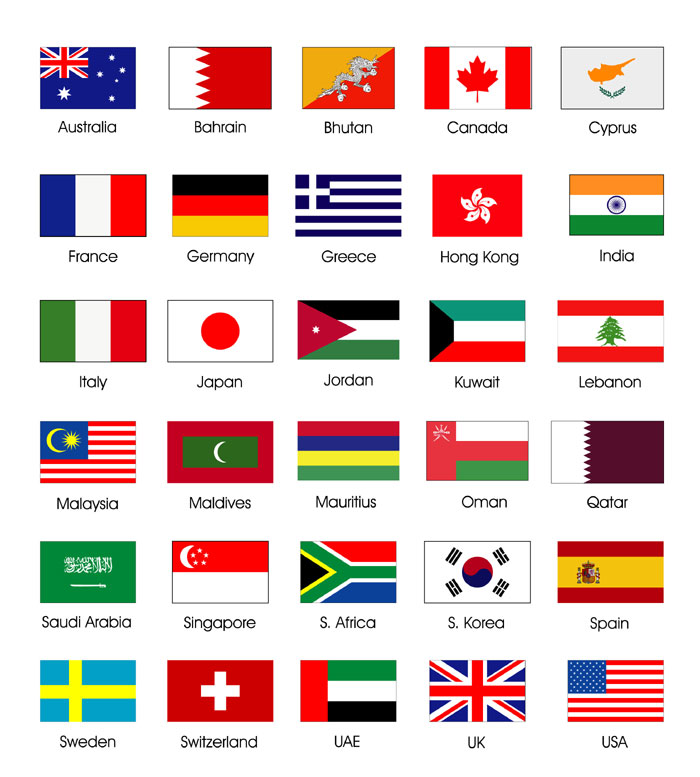 Australia
Bahrain
Bhutan
Canada
Cyprus
France
Germany
Greece
Hong Kong
India
Italy
Japan
Jordan
Kuwait
Lebanon
Malaysia
Maldives
Mauritius
Oman
Qatar
Saudi Arabia
Singapore
S. Africa
S. Korea
Spain
Sweden
Switzerland
UAE
UK
USA